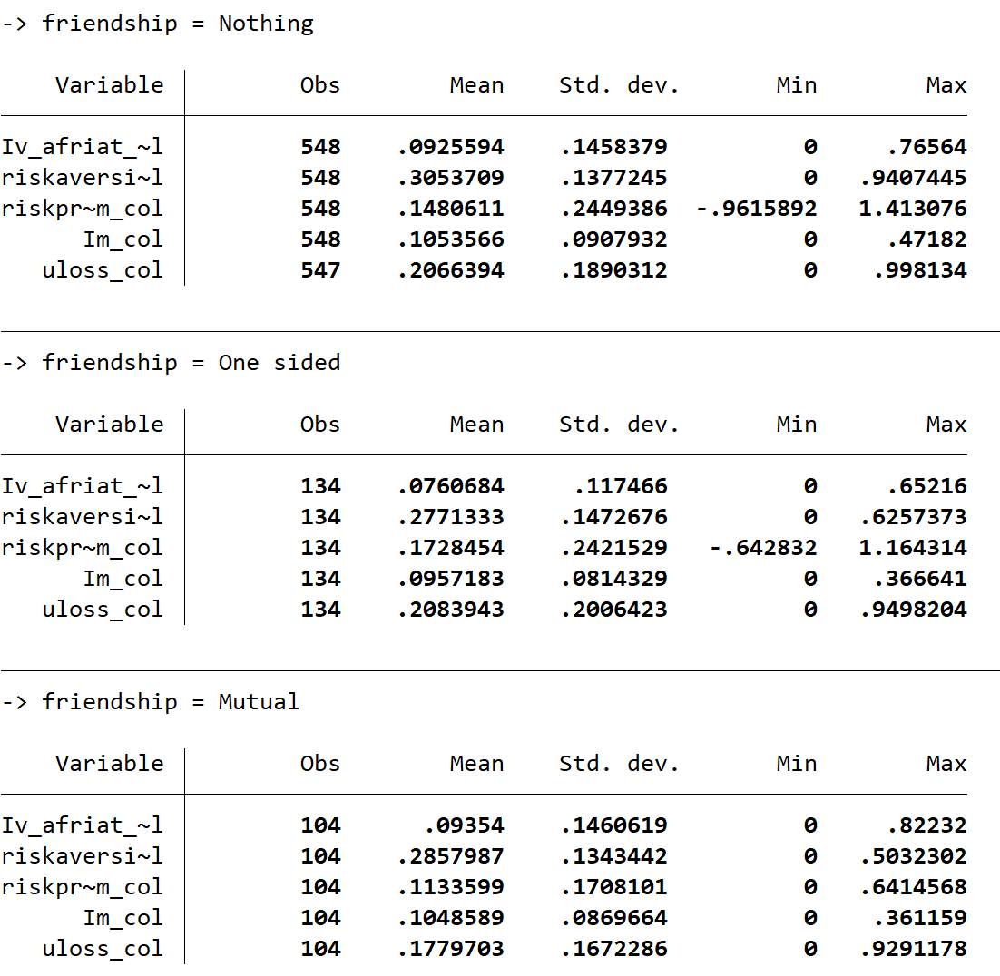 -> friendship = Nothing
Variable Obs Mean Std. dev. Min Max
Iv_afriat_~l 548 .0925594 .1458379 0 .76564
riskaversi~l 548 .3053709 .1377245 0 .9407445
riskpr~m_col 548 .1480611 .2449386 -.9615892 1.413076
Im_col 548 .1053566 .0907932 0 .47182
uloss_col 547 .2066394 .1890312 0 .998134
-> friendship = One sided
Variable Obs Mean Std. dev. Min Max
Iv_afriat_~l 134 .0760684 .117466 0 .65216
riskaversi~l 134 .2771333 .1472676 0 .6257373
riskpr~m_col 134 .1728454 .2421529 -.642832 1.164314
Im_col 134 .0957183 .0814329 0 .366641
uloss_col 134 .2083943 .2006423 0 .9498204
-> friendship = Mutual
Variable Obs Mean Std. dev. Min Max
Iv_afriat_~l 104 .09354 .1460619 0 .82232
riskaversi~l 104 .2857987 .1343442 0 .5032302
riskpr~m_col 104 .1133599 .1708101 0 .6414568
Im_col 104 .1048589 .0869664 0 .361159
uloss_col 104 .1779703 .1672286 0 .9291178